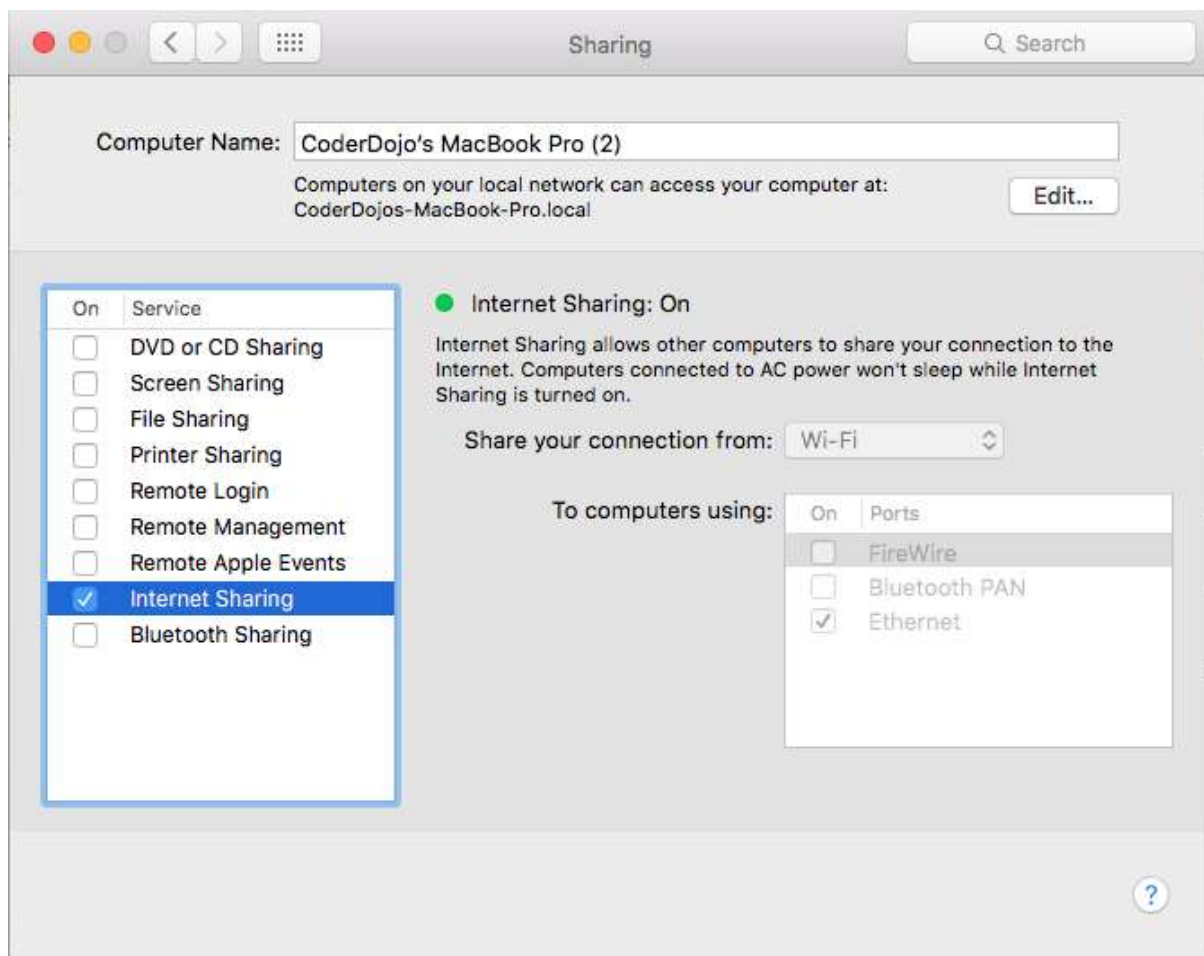 Sharing
Search
Computer Name: CoderDojo’s MacBook Pro (2)
Computers on your local network can access your computer at:
CoderDojos-MacBook-Pro.local
Edit...
On Service
DVD or CD Sharing
Screen Sharing
File Sharing
Printer Sharing
Remote Login
Remote Management
Remote Apple Events
Internet Sharing
Bluetooth Sharing
Internet Sharing: On
Internet Sharing allows other computers to share your connection to the
Internet. Computers connected to AC power won't sleep while Internet
Sharing is turned on.
Share your connection from: Wi-Fi
To computers using:
On Ports
FireWire
Bluetooth PAN
Ethernet
?